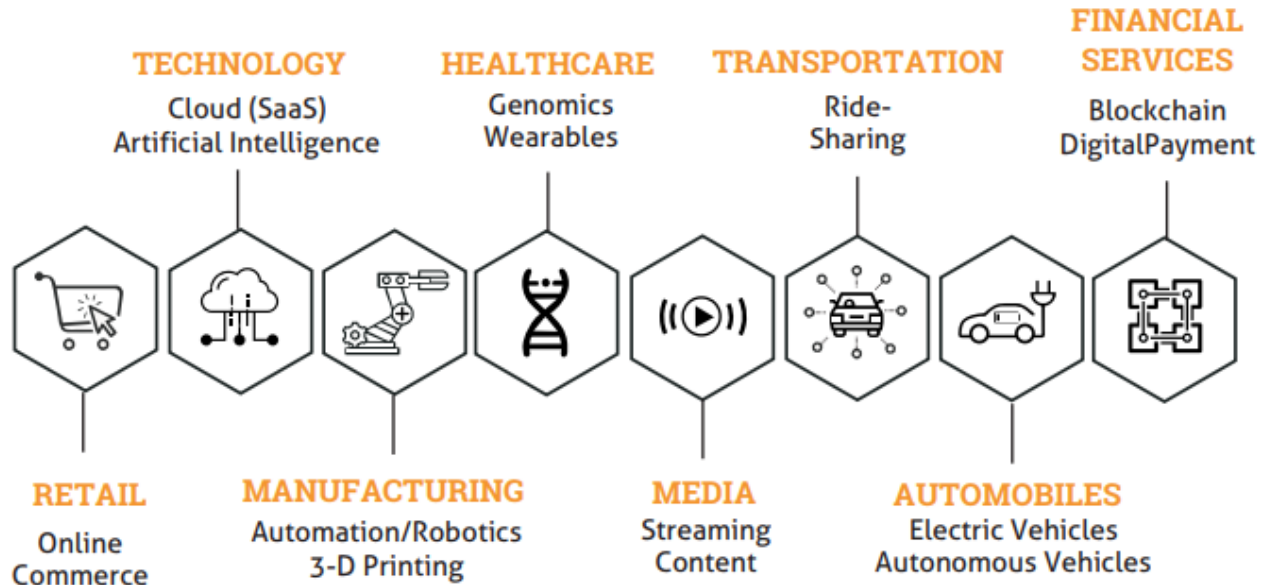 TECHNOLOGY
Cloud (SaaS)
Artificial Intelligence
HEALTHCARE
Genomics
Wearables
TRANSPORTATION
Ride-
Sharing
FINANCIAL
SERVICES
Blockchain
DigitalPayment
RETAIL
Online
Commerce
MANUFACTURING
Automation/Robotics
3-D Printing
MEDIA
Streaming
Content
AUTOMOBILES
Electric Vehicles
Autonomous Vehicles